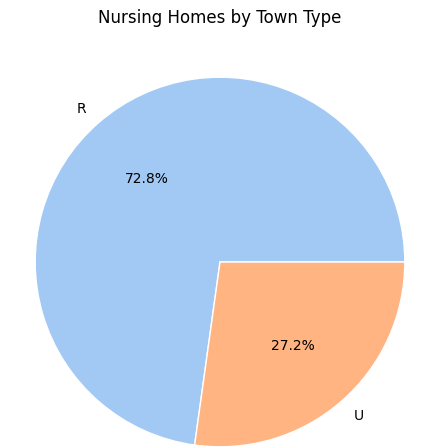 Nursing Homes by Town Type
R
72.8%
27.2%
U